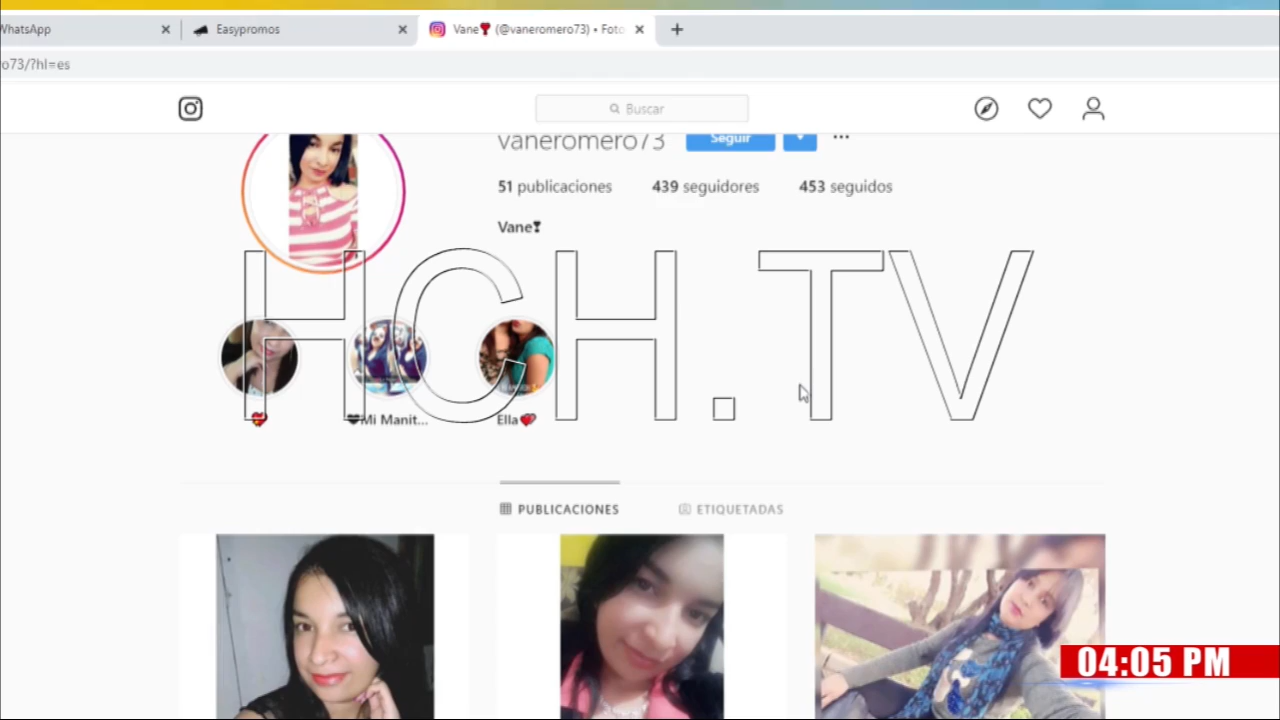 WhatsApp
Easypromos
Vane❣ (@vaneromero73) • Foto
o73/?hl=es
Buscar
vaneromero73 Seguir ...
51 publicaciones 439 seguidores 453 seguidos
Vane❣
HCH.TV
💖 ❤Mi Manit... Ella💕
PUBLICACIONES ETIQUETADAS
04:05 PM